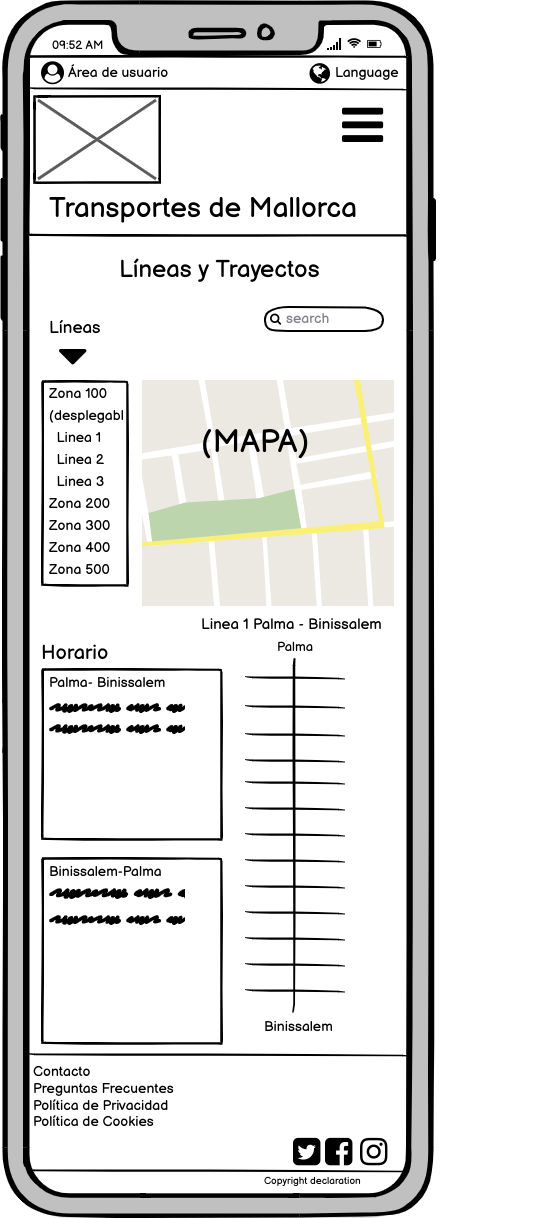 09:52 AM
Área de usuario
Language
Transportes de Mallorca
Líneas y Trayectos
Líneas
search
Zona 100
(desplegabl
Linea 1
Linea 2
Linea 3
Zona 200
Zona 300
Zona 400
Zona 500
(MAPA)
Linea 1 Palma - Binissalem
Horario
Palma
Palma- Binissalem
Binissalem-Palma
Binissalem
Contacto
Preguntas Frecuentes
Política de Privacidad
Política de Cookies
Copyright declaration